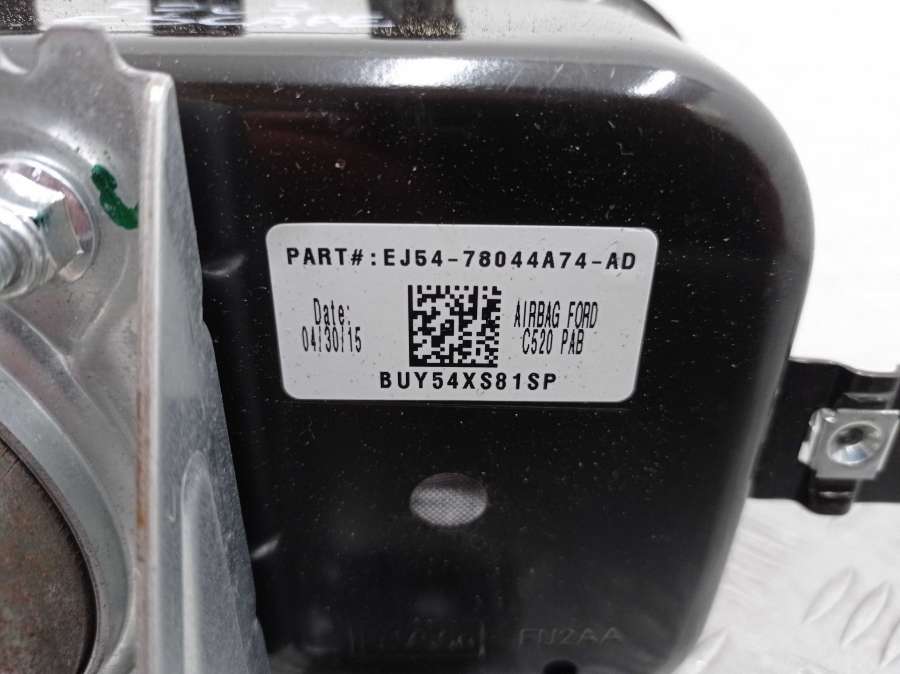 PART#:EJ54-78044A74-AD
Date:
04/30/15
AIRBAG FORD
C520 PAB
BUY54XS81SP